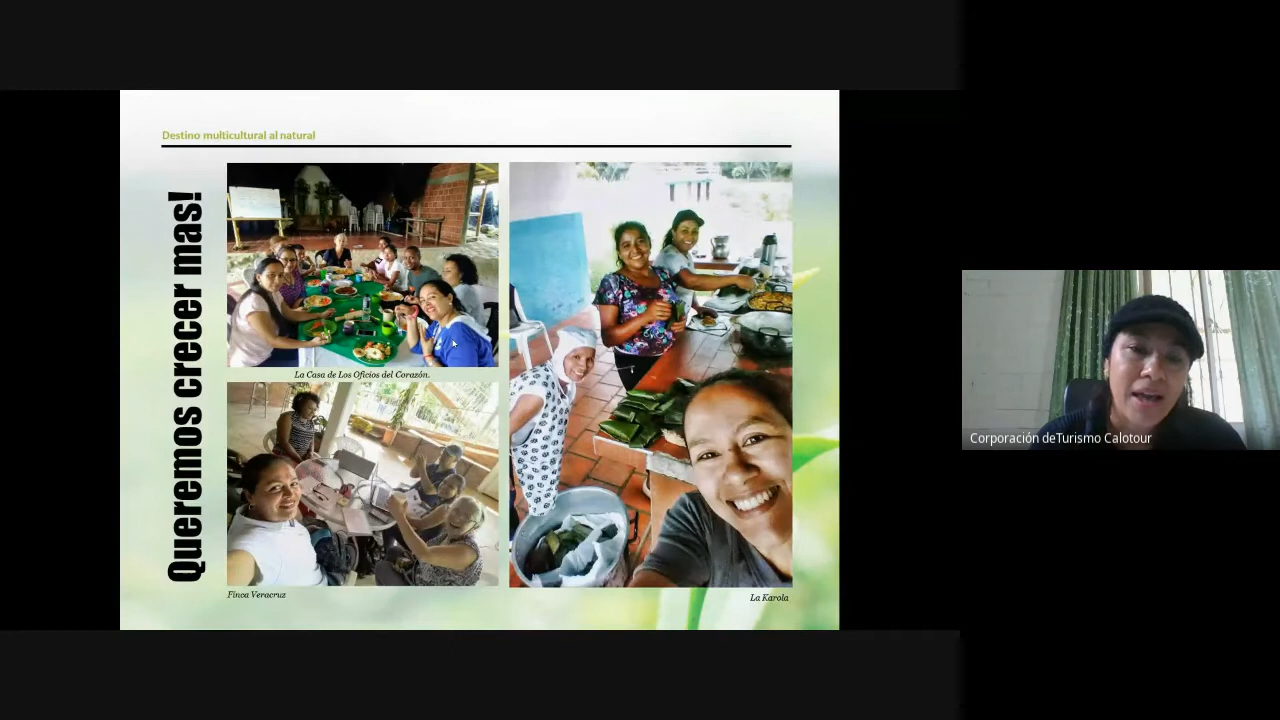 Destino multicultural al natural
Queremos crecer mas!
La Casa de Los Oficios del Corazón.
Finca Veracruz
La Karola
Corporación deTurismo Calotour